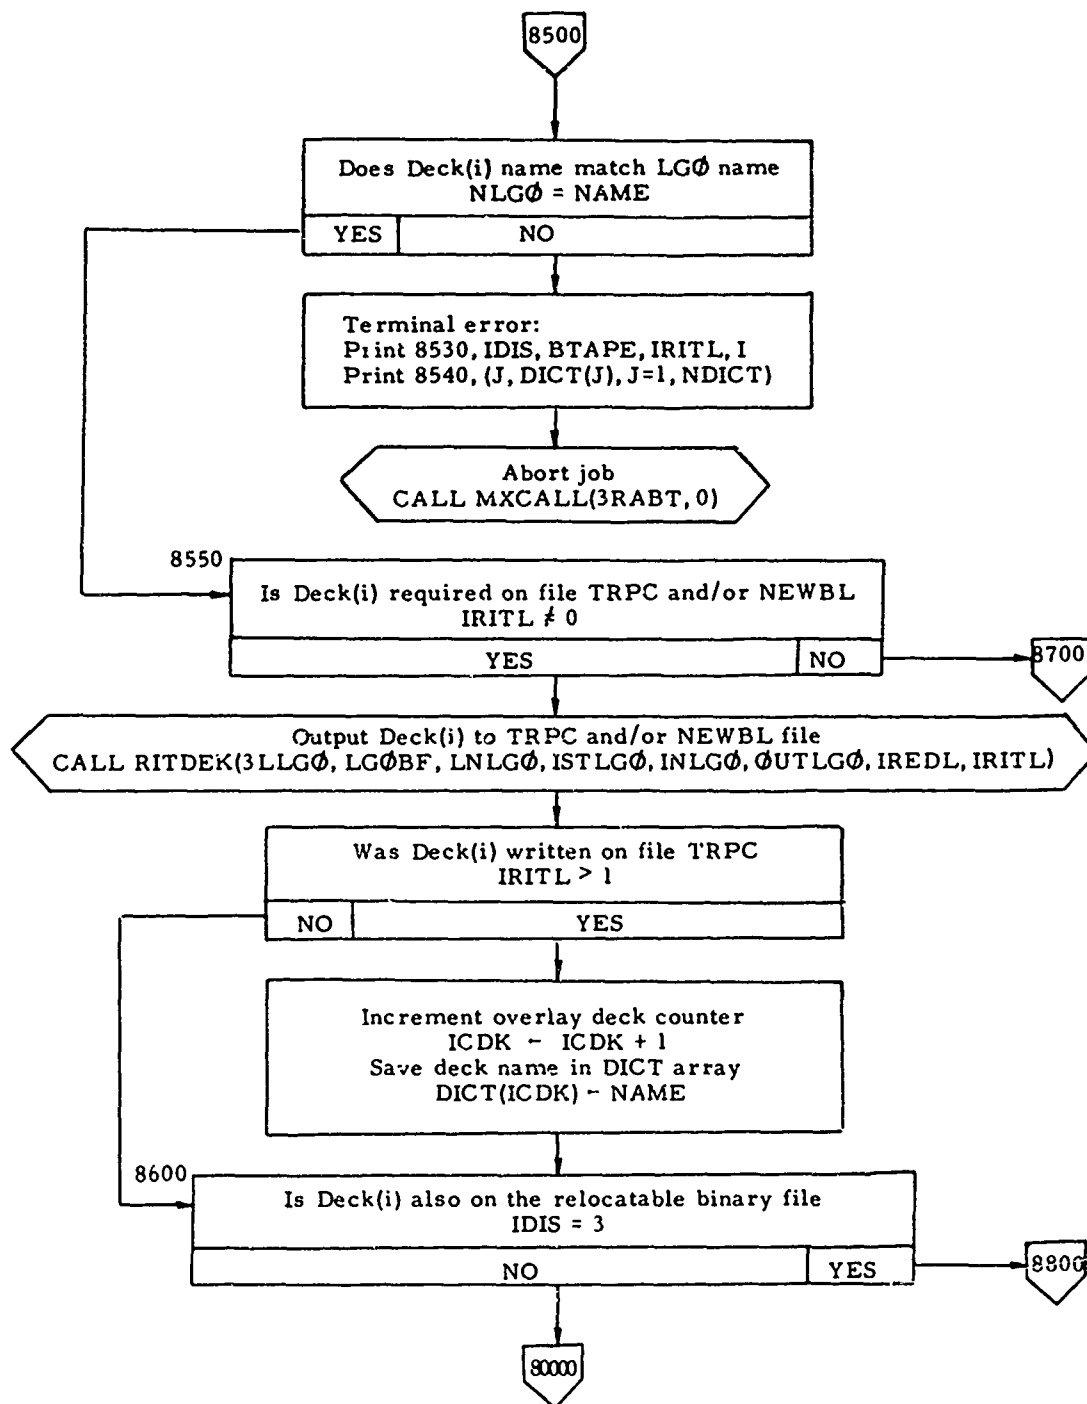 8500
Does Deck(i) name match LGØ name
NLGØ = NAME
YES NO
Terminal error:
Print 8530, IDIS, BTAPE, IRITL, I
Print 8540, (J, DICT(J), J=1, NDICT)
Abort job
CALL MXCALL(3RABT, 0)
8550
Is Deck(i) required on file TRPC and/or NEWBL
IRITL ≠ 0
YES NO
8700
Output Deck(i) to TRPC and/or NEWBL file
CALL RITDEK(3LLGØ, LGØBF, LNLGØ, ISTLGØ, INLGØ, ØUTLGØ, IREDL, IRITL)
Was Deck(i) written on file TRPC
IRITL > 1
NO YES
Increment overlay deck counter
ICDK ← ICDK + 1
Save deck name in DICT array
DICT(ICDK) ← NAME
8600
Is Deck(i) also on the relocatable binary file
IDIS = 3
NO YES
8800